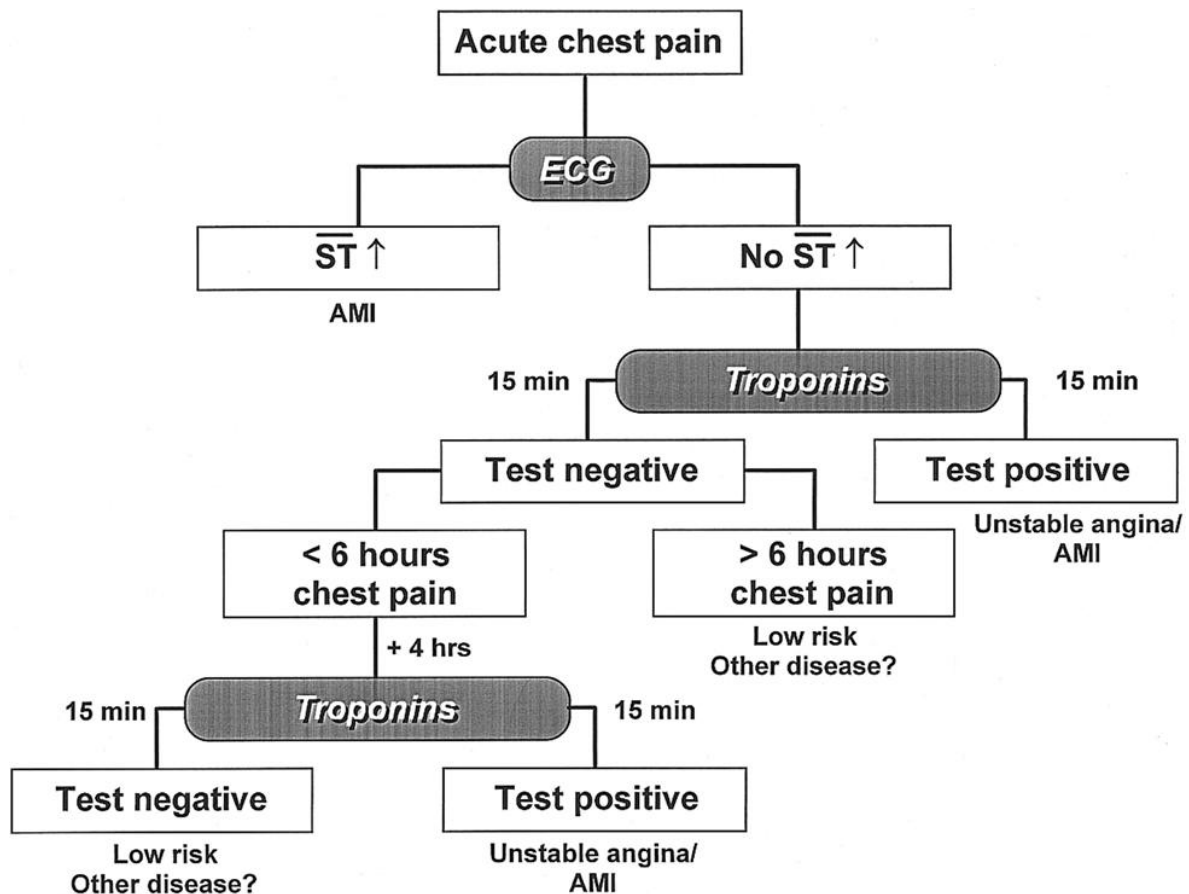 Acute chest pain
ECG
S̅T̅ ↑
No S̅T̅ ↑
AMI
15 min
Troponins
15 min
Test negative
Test positive
Unstable angina/
AMI
< 6 hours
chest pain
> 6 hours
chest pain
+ 4 hrs
Low risk
Other disease?
15 min
Troponins
15 min
Test negative
Test positive
Low risk
Other disease?
Unstable angina/
AMI